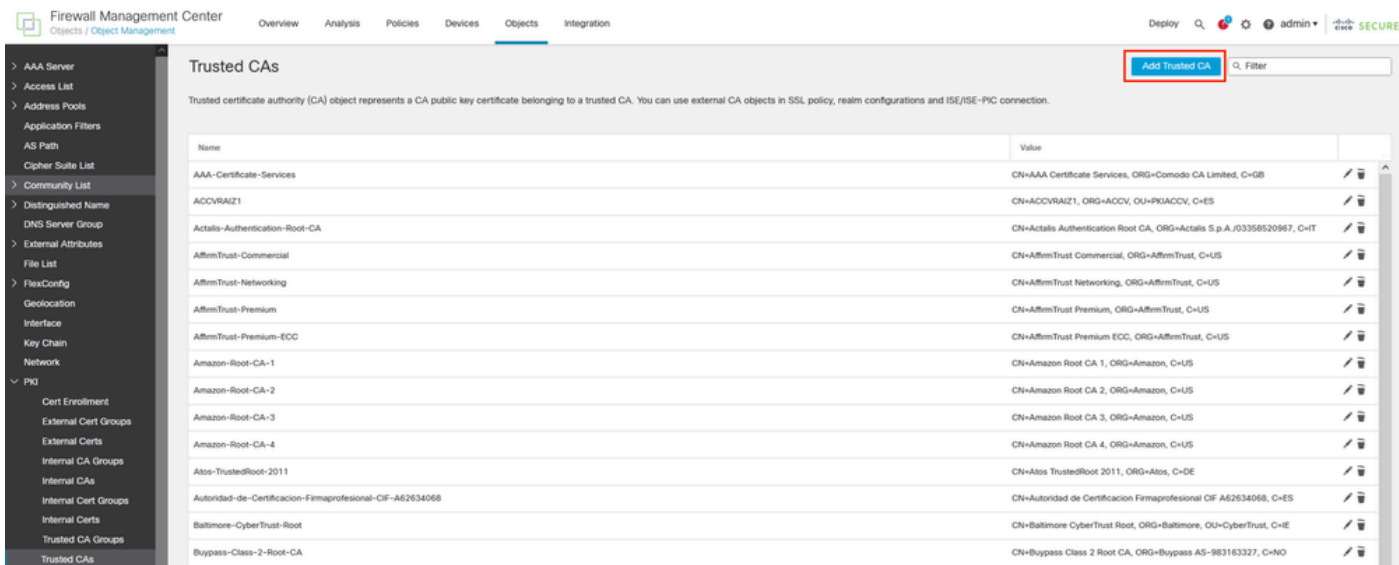 Firewall Management Center
Objects / Object Management
Overview Analysis Policies Devices Objects Integration
Deploy admin
cisco SECURE
AAA Server
Access List
Address Pools
Application Filters
AS Path
Cipher Suite List
Community List
Distinguished Name
DNS Server Group
External Attributes
File List
FlexConfig
Geolocation
Interface
Key Chain
Network
PKI
Cert Enrollment
External Cert Groups
External Certs
Internal CA Groups
Internal CAs
Internal Cert Groups
Internal Certs
Trusted CA Groups
Trusted CAs
Trusted CAs
Add Trusted CA
Filter
Trusted certificate authority (CA) object represents a CA public key certificate belonging to a trusted CA. You can use external CA objects in SSL policy, realm configurations and ISE/ISE-PIC connection.
Name Value
AAA-Certificate-Services CN=AAA Certificate Services, ORG=Comodo CA Limited, C=GB
ACCVRAIZ1 CN=ACCVRAIZ1, ORG=ACCV, OU=PKIACCV, C=ES
Actalis-Authentication-Root-CA CN=Actalis Authentication Root CA, ORG=Actalis S.p.A./03358520967, C=IT
AffirmTrust-Commercial CN=AffirmTrust Commercial, ORG=AffirmTrust, C=US
AffirmTrust-Networking CN=AffirmTrust Networking, ORG=AffirmTrust, C=US
AffirmTrust-Premium CN=AffirmTrust Premium, ORG=AffirmTrust, C=US
AffirmTrust-Premium-ECC CN=AffirmTrust Premium ECC, ORG=AffirmTrust, C=US
Amazon-Root-CA-1 CN=Amazon Root CA 1, ORG=Amazon, C=US
Amazon-Root-CA-2 CN=Amazon Root CA 2, ORG=Amazon, C=US
Amazon-Root-CA-3 CN=Amazon Root CA 3, ORG=Amazon, C=US
Amazon-Root-CA-4 CN=Amazon Root CA 4, ORG=Amazon, C=US
Atos-TrustedRoot-2011 CN=Atos TrustedRoot 2011, ORG=Atos, C=DE
Autoridad-de-Certificacion-Firmaprofesional-CIF-A62634068 CN=Autoridad de Certificacion Firmaprofesional CIF A62634068, C=ES
Baltimore-CyberTrust-Root CN=Baltimore CyberTrust Root, ORG=Baltimore, OU=CyberTrust, C=IE
Buypass-Class-2-Root-CA CN=Buypass Class 2 Root CA, ORG=Buypass AS-983163327, C=NO